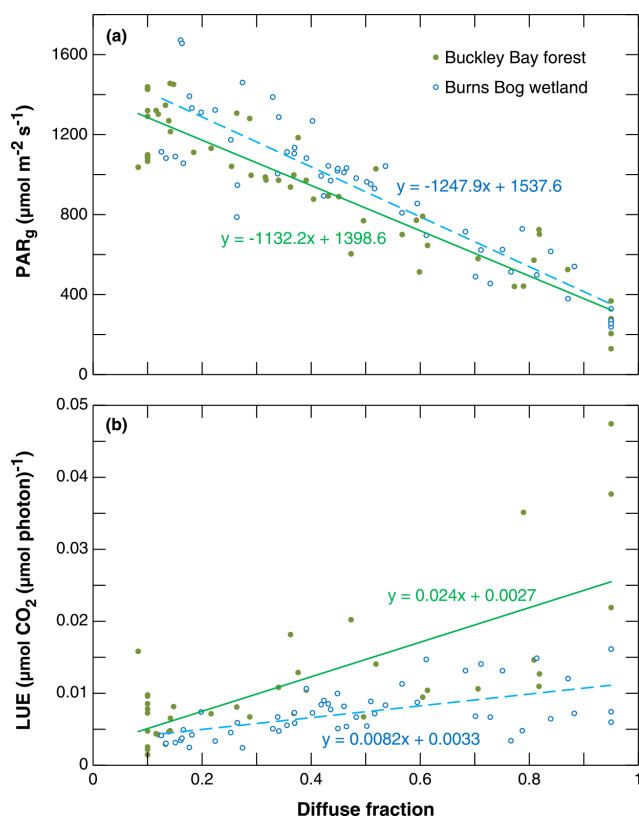 (a)
Buckley Bay forest
Burns Bog wetland
y = -1247.9x + 1537.6
y = -1132.2x + 1398.6
PARg (μmol m⁻² s⁻¹)
1600
1200
800
400
0
(b)
y = 0.024x + 0.0027
y = 0.0082x + 0.0033
LUE (μmol CO₂ (μmol photon)⁻¹
0.05
0.04
0.03
0.02
0.01
0
0 0.2 0.4 0.6 0.8 1
Diffuse fraction